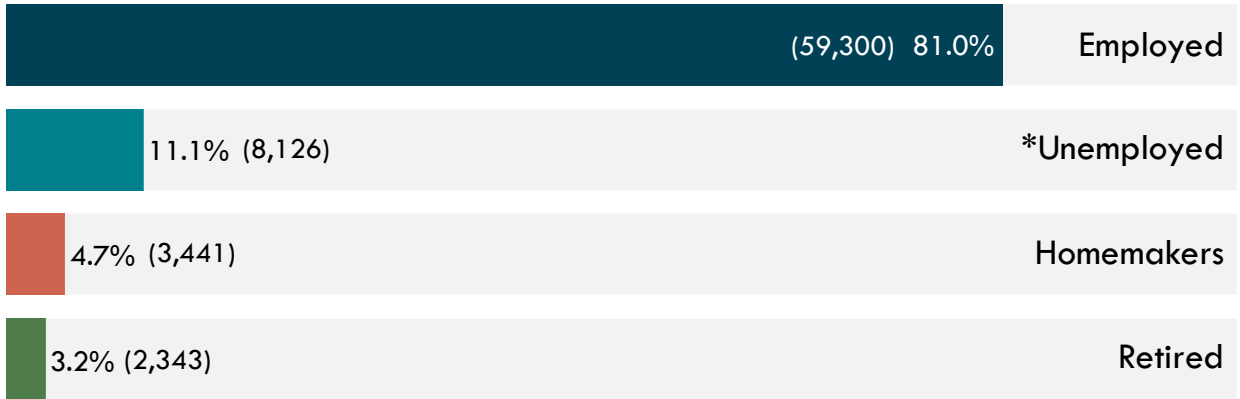 (59,300) 81.0% Employed
11.1% (8,126) *Unemployed
4.7% (3,441) Homemakers
3.2% (2,343) Retired